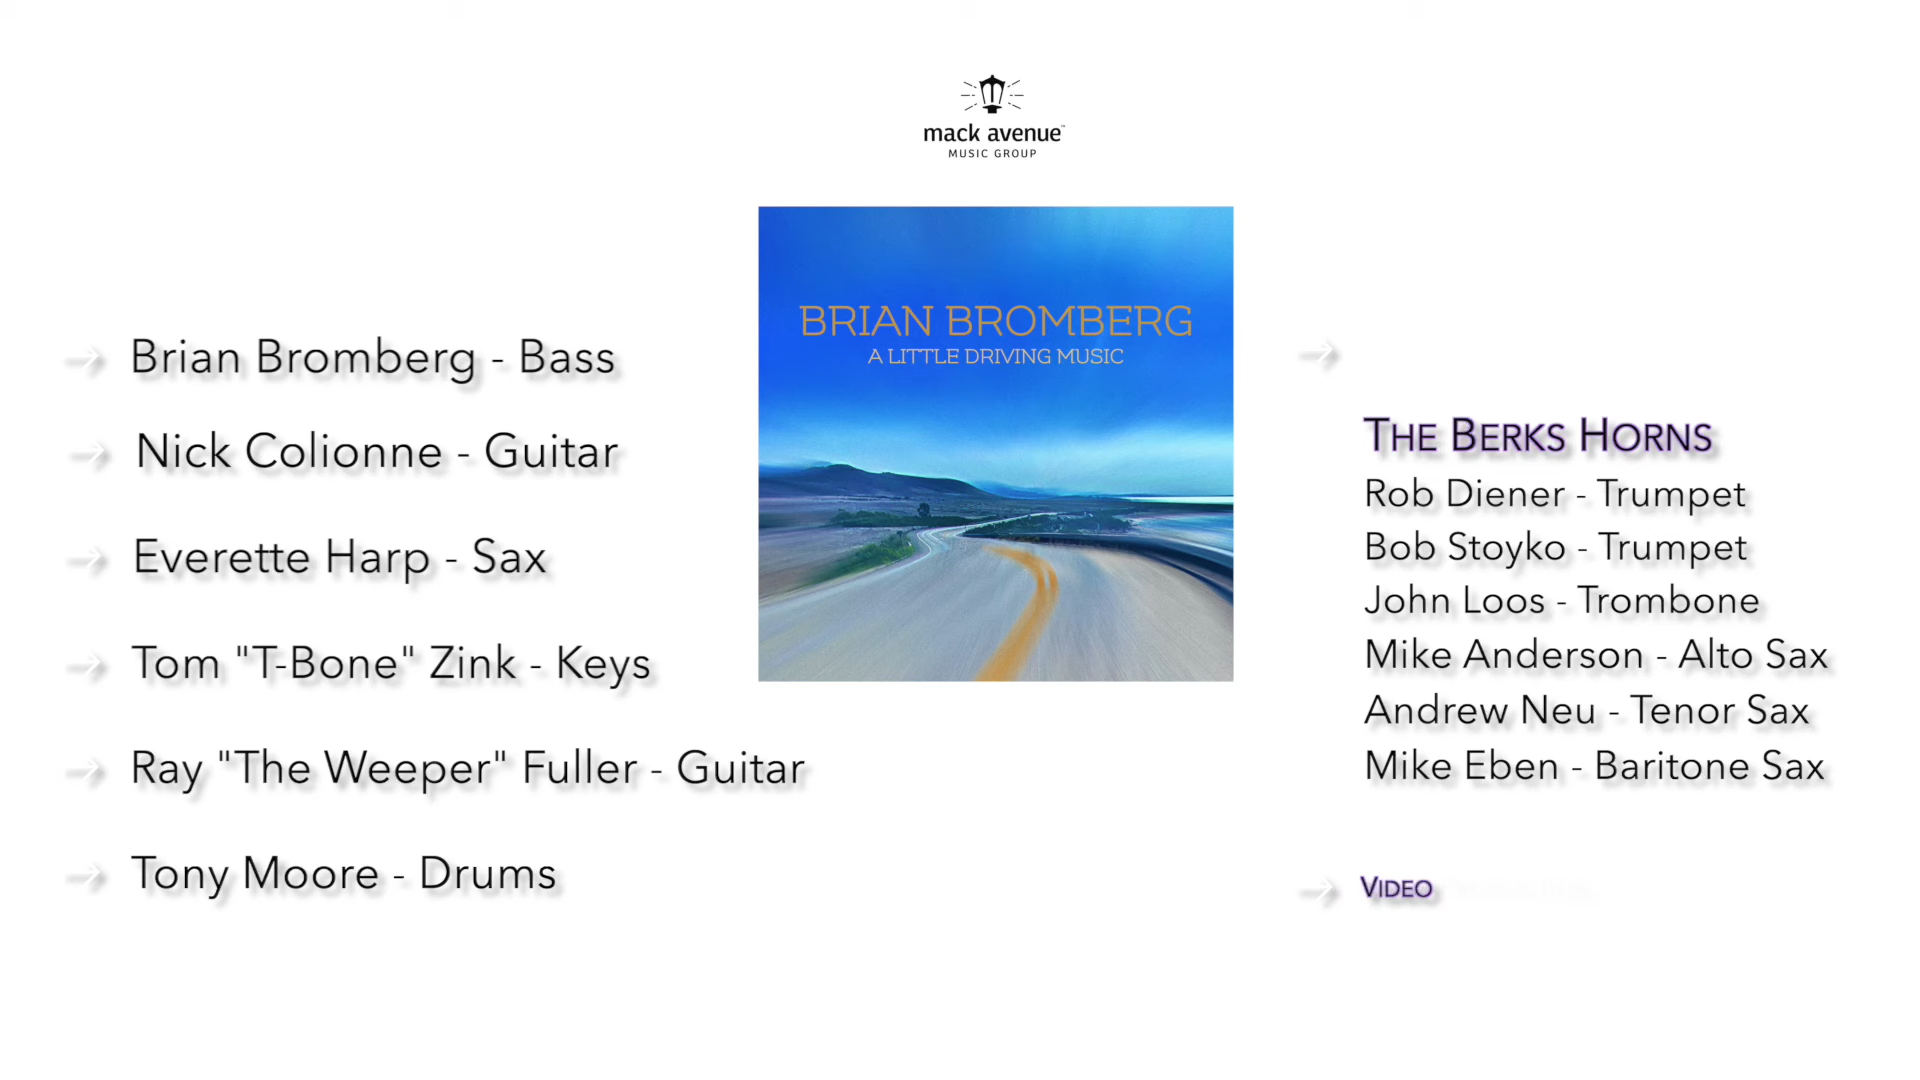 mack avenue™
MUSIC GROUP
BRIAN BROMBERG
A LITTLE DRIVING MUSIC
Brian Bromberg - Bass
Nick Colionne - Guitar
Everette Harp - Sax
Tom "T-Bone" Zink - Keys
Ray "The Weeper" Fuller - Guitar
Tony Moore - Drums
THE BERKS HORNS
Rob Diener - Trumpet
Bob Stoyko - Trumpet
John Loos - Trombone
Mike Anderson - Alto Sax
Andrew Neu - Tenor Sax
Mike Eben - Baritone Sax
VIDEO